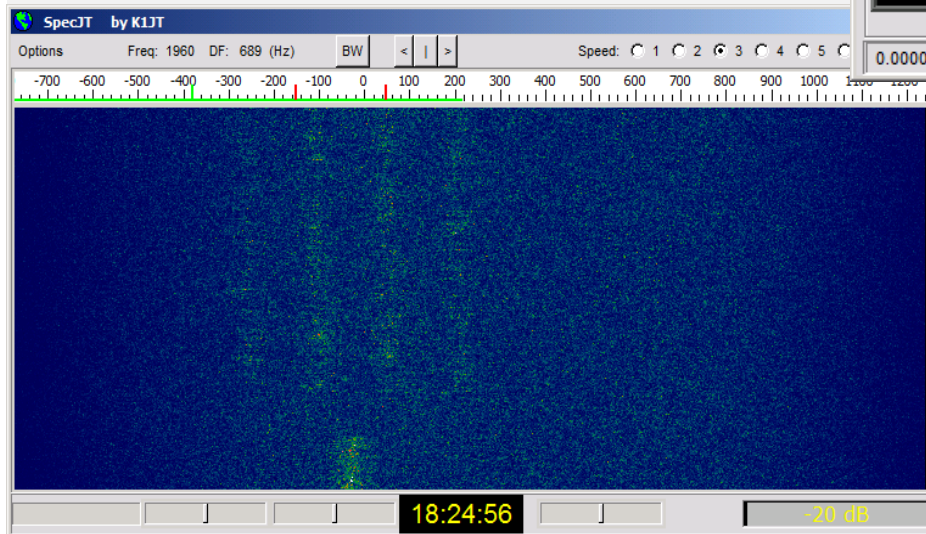 SpecJT by K1JT
Options Freq: 1960 DF: 689 (Hz) BW < | > Speed: 1 2 3 4 5
0.0000
-700 -600 -500 -400 -300 -200 -100 0 100 200 300 400 500 600 700 800 900 1000 1100 1200
18:24:56 -20 dB